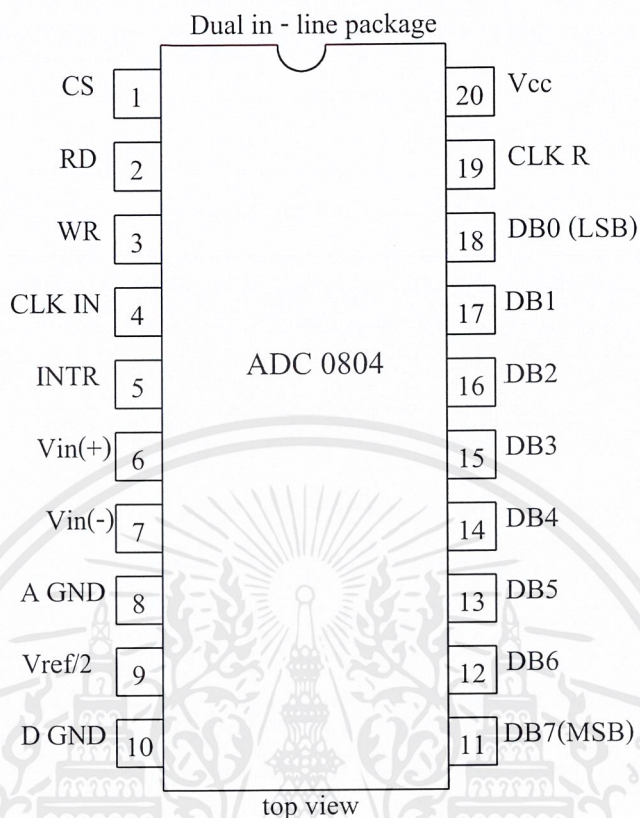 Dual in - line package
CS 1 20 Vcc
RD 2 19 CLK R
WR 3 18 DB0 (LSB)
CLK IN 4 17 DB1
INTR 5 16 DB2
ADC 0804
Vin(+) 6 15 DB3
Vin(-) 7 14 DB4
A GND 8 13 DB5
Vref/2 9 12 DB6
D GND 10 11 DB7(MSB)
top view